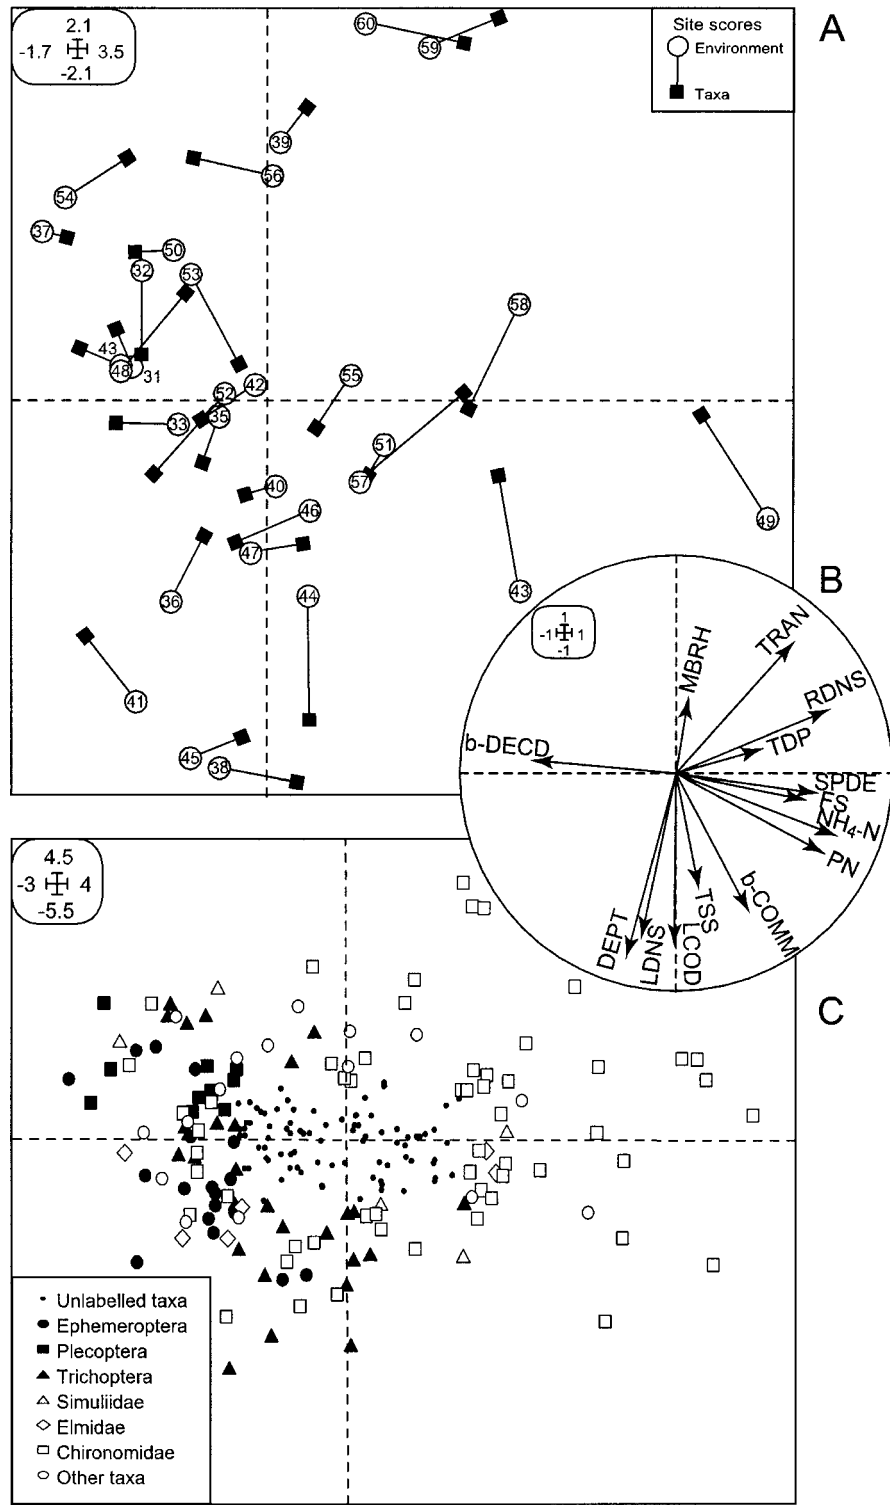 2.1
-1.7 3.5
-2.1
Site scores
Environment
Taxa
A
60
59
39
56
54
37
50
32
53
58
43
48
31
52
42
55
33
35
51
57
40
46
49
47
36
44
43
41
45
38
B
1
-1 1
-1
MBRH
TRAN
RDNS
TDP
b-DECD
SPDE
FS
NH4-N
PN
b-COMM
TSS
LCOD
LDNS
DEPT
4.5
-3 4
-5.5
C
Unlabelled taxa
Ephemeroptera
Plecoptera
Trichoptera
Simuliidae
Elmidae
Chironomidae
Other taxa